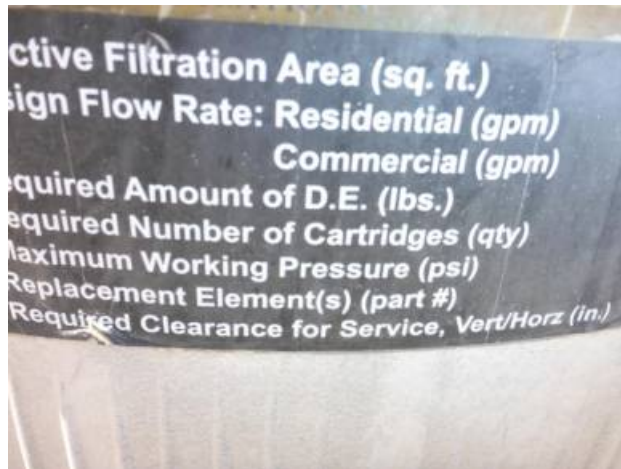 ctive Filtration Area (sq. ft.)
sign Flow Rate: Residential (gpm)
Commercial (gpm)
equired Amount of D.E. (lbs.)
equired Number of Cartridges (qty)
Maximum Working Pressure (psi)
Replacement Element(s) (part #)
Required Clearance for Service, Vert/Horz (in.)